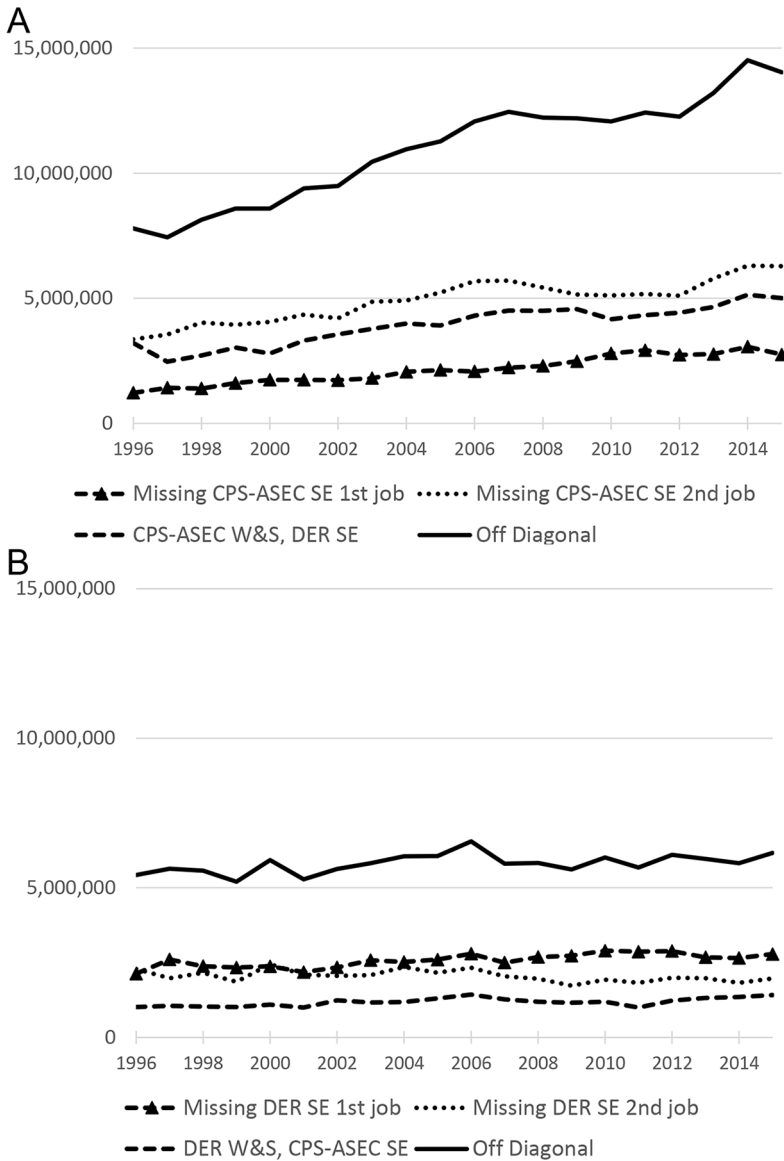 A
15,000,000
10,000,000
5,000,000
0
1996 1998 2000 2002 2004 2006 2008 2010 2012 2014
Missing CPS-ASEC SE 1st job Missing CPS-ASEC SE 2nd job
CPS-ASEC W&S, DER SE Off Diagonal
B
15,000,000
10,000,000
5,000,000
0
1996 1998 2000 2002 2004 2006 2008 2010 2012 2014
Missing DER SE 1st job Missing DER SE 2nd job
DER W&S, CPS-ASEC SE Off Diagonal